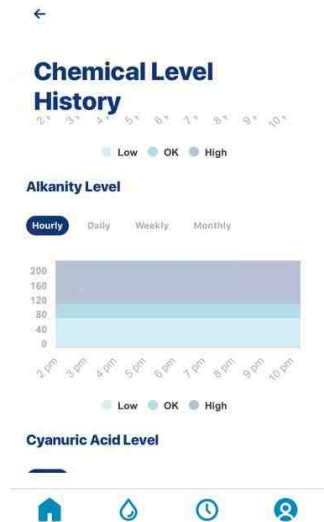 Chemical Level
History
Low OK High
Alkanity Level
Hourly Daily Weekly Monthly
200
160
120
80
40
0
2 pm 3 pm 4 pm 5 pm 6 pm 7 pm 8 pm 9 pm 10 pm
Low OK High
Cyanuric Acid Level